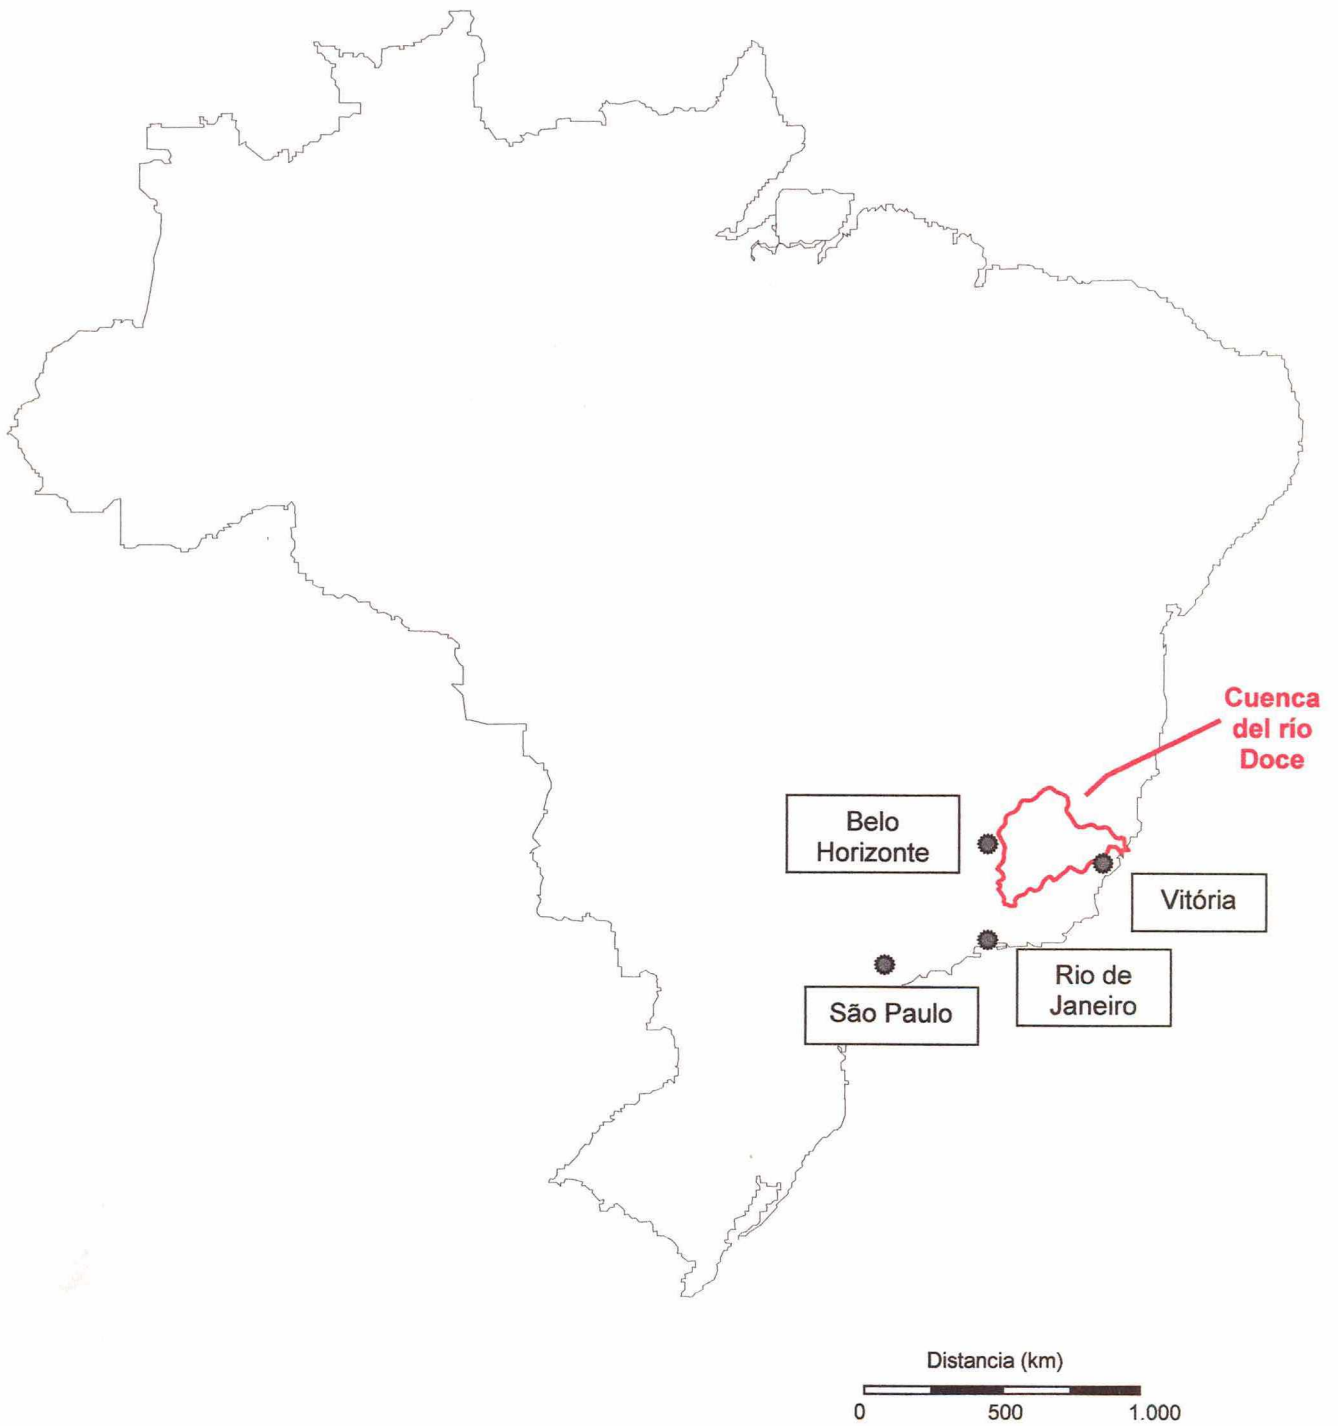 Cuenca
del río
Doce
Belo
Horizonte
Vitória
Rio de
Janeiro
São Paulo
Distancia (km)
0 500 1.000